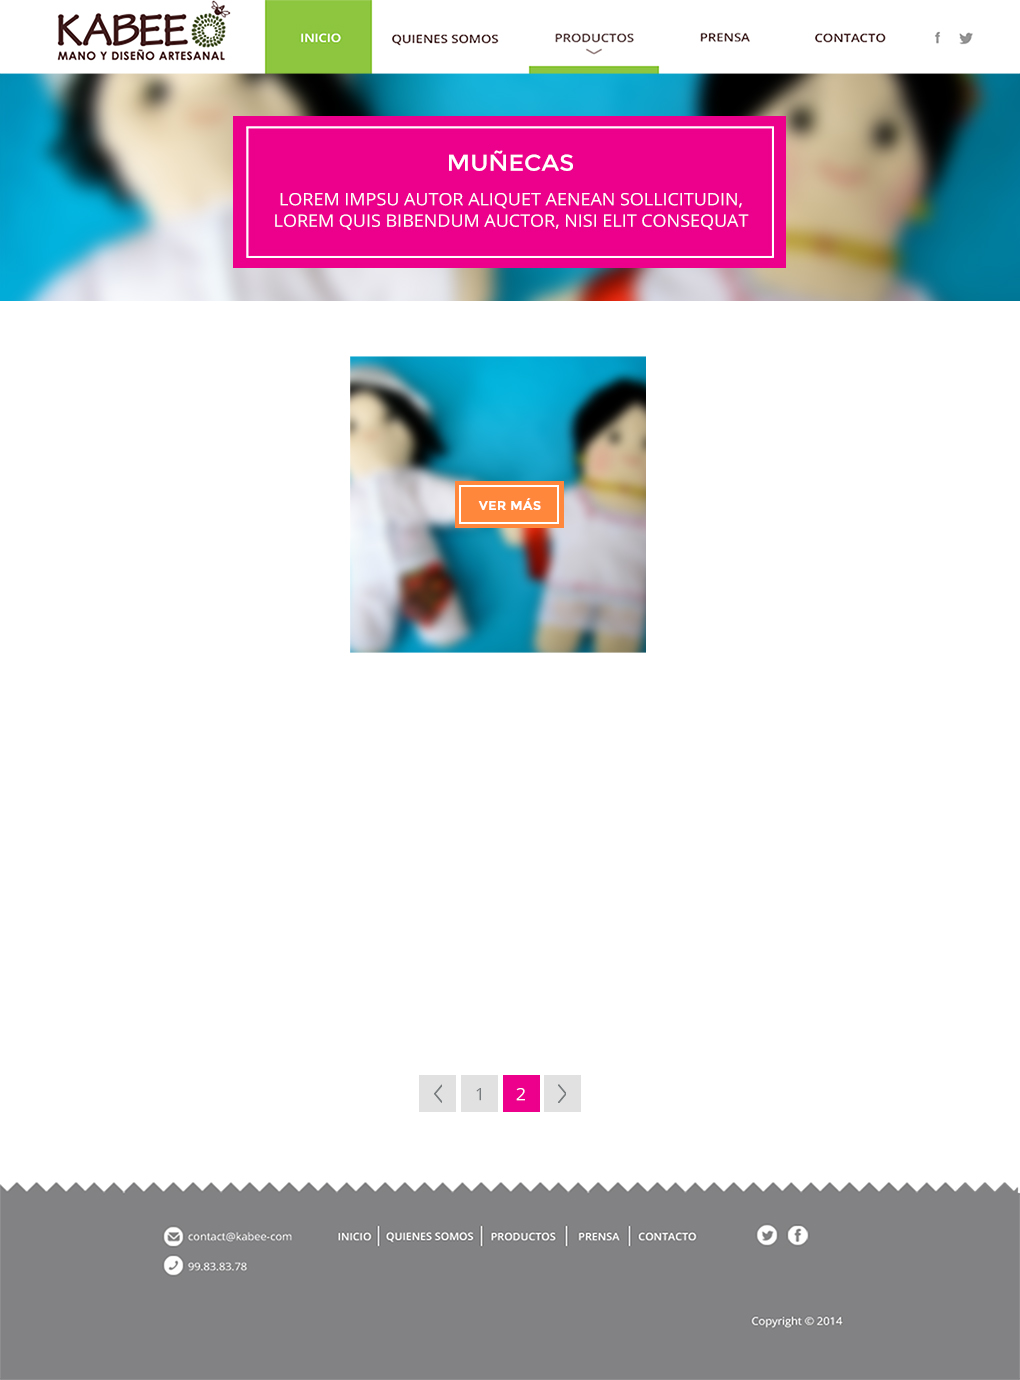 KABEE
MANO Y DISEÑO ARTESANAL
INICIO
QUIENES SOMOS
PRODUCTOS
PRENSA
CONTACTO
MUÑECAS
LOREM IMPSU AUTOR ALIQUET AENEAN SOLLICITUDIN,
LOREM QUIS BIBENDUM AUCTOR, NISI ELIT CONSEQUAT
VER MÁS
1
2
contact@kabee-com
INICIO
QUIENES SOMOS
PRODUCTOS
PRENSA
CONTACTO
99.83.83.78
Copyright © 2014